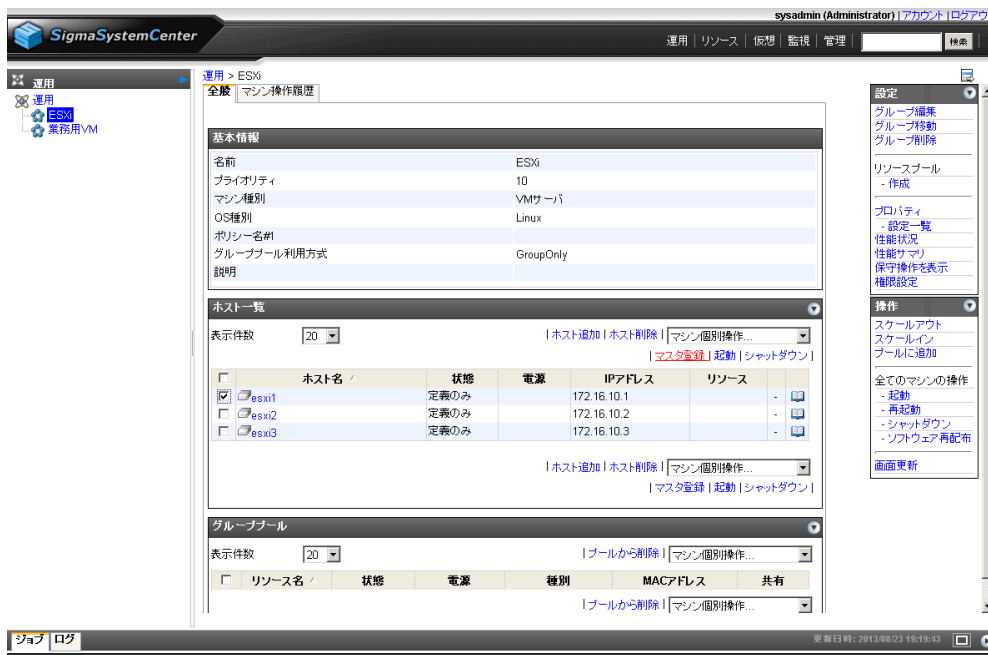 sysadmin (Administrator) | アカウント | ログアウ
SigmaSystemCenter
運用 | リソース | 仮想 | 監視 | 管理 | 検索
運用
運用
ESXi
業務用VM
運用 > ESXi
全般 マシン操作履歴
基本情報
名前 ESXi
プライオリティ 10
マシン種別 VMサーバ
OS種別 Linux
ポリシー名#1
グループプール利用方式 GroupOnly
説明
ホスト一覧
表示件数 20 | ホスト追加 | ホスト削除 | マシン個別操作...
| マスタ登録 | 起動 | シャットダウン |
ホスト名 状態 電源 IPアドレス リソース
esxi1 定義のみ 172.16.10.1 -
esxi2 定義のみ 172.16.10.2 -
esxi3 定義のみ 172.16.10.3 -
| ホスト追加 | ホスト削除 | マシン個別操作...
| マスタ登録 | 起動 | シャットダウン |
グループプール
表示件数 20 | プールから削除 | マシン個別操作...
リソース名 状態 電源 種別 MACアドレス 共有
| プールから削除 | マシン個別操作...
設定
グループ編集
グループ移動
グループ削除
リソースプール
- 作成
プロパティ
- 設定一覧
性能状況
性能サマリ
保守操作を表示
権限設定
操作
スケールアウト
スケールイン
プールに追加
全てのマシンの操作
- 起動
- 再起動
- シャットダウン
- ソフトウェア再配布
画面更新
ジョブ ログ 更新日時: 2013/08/23 19:19:43